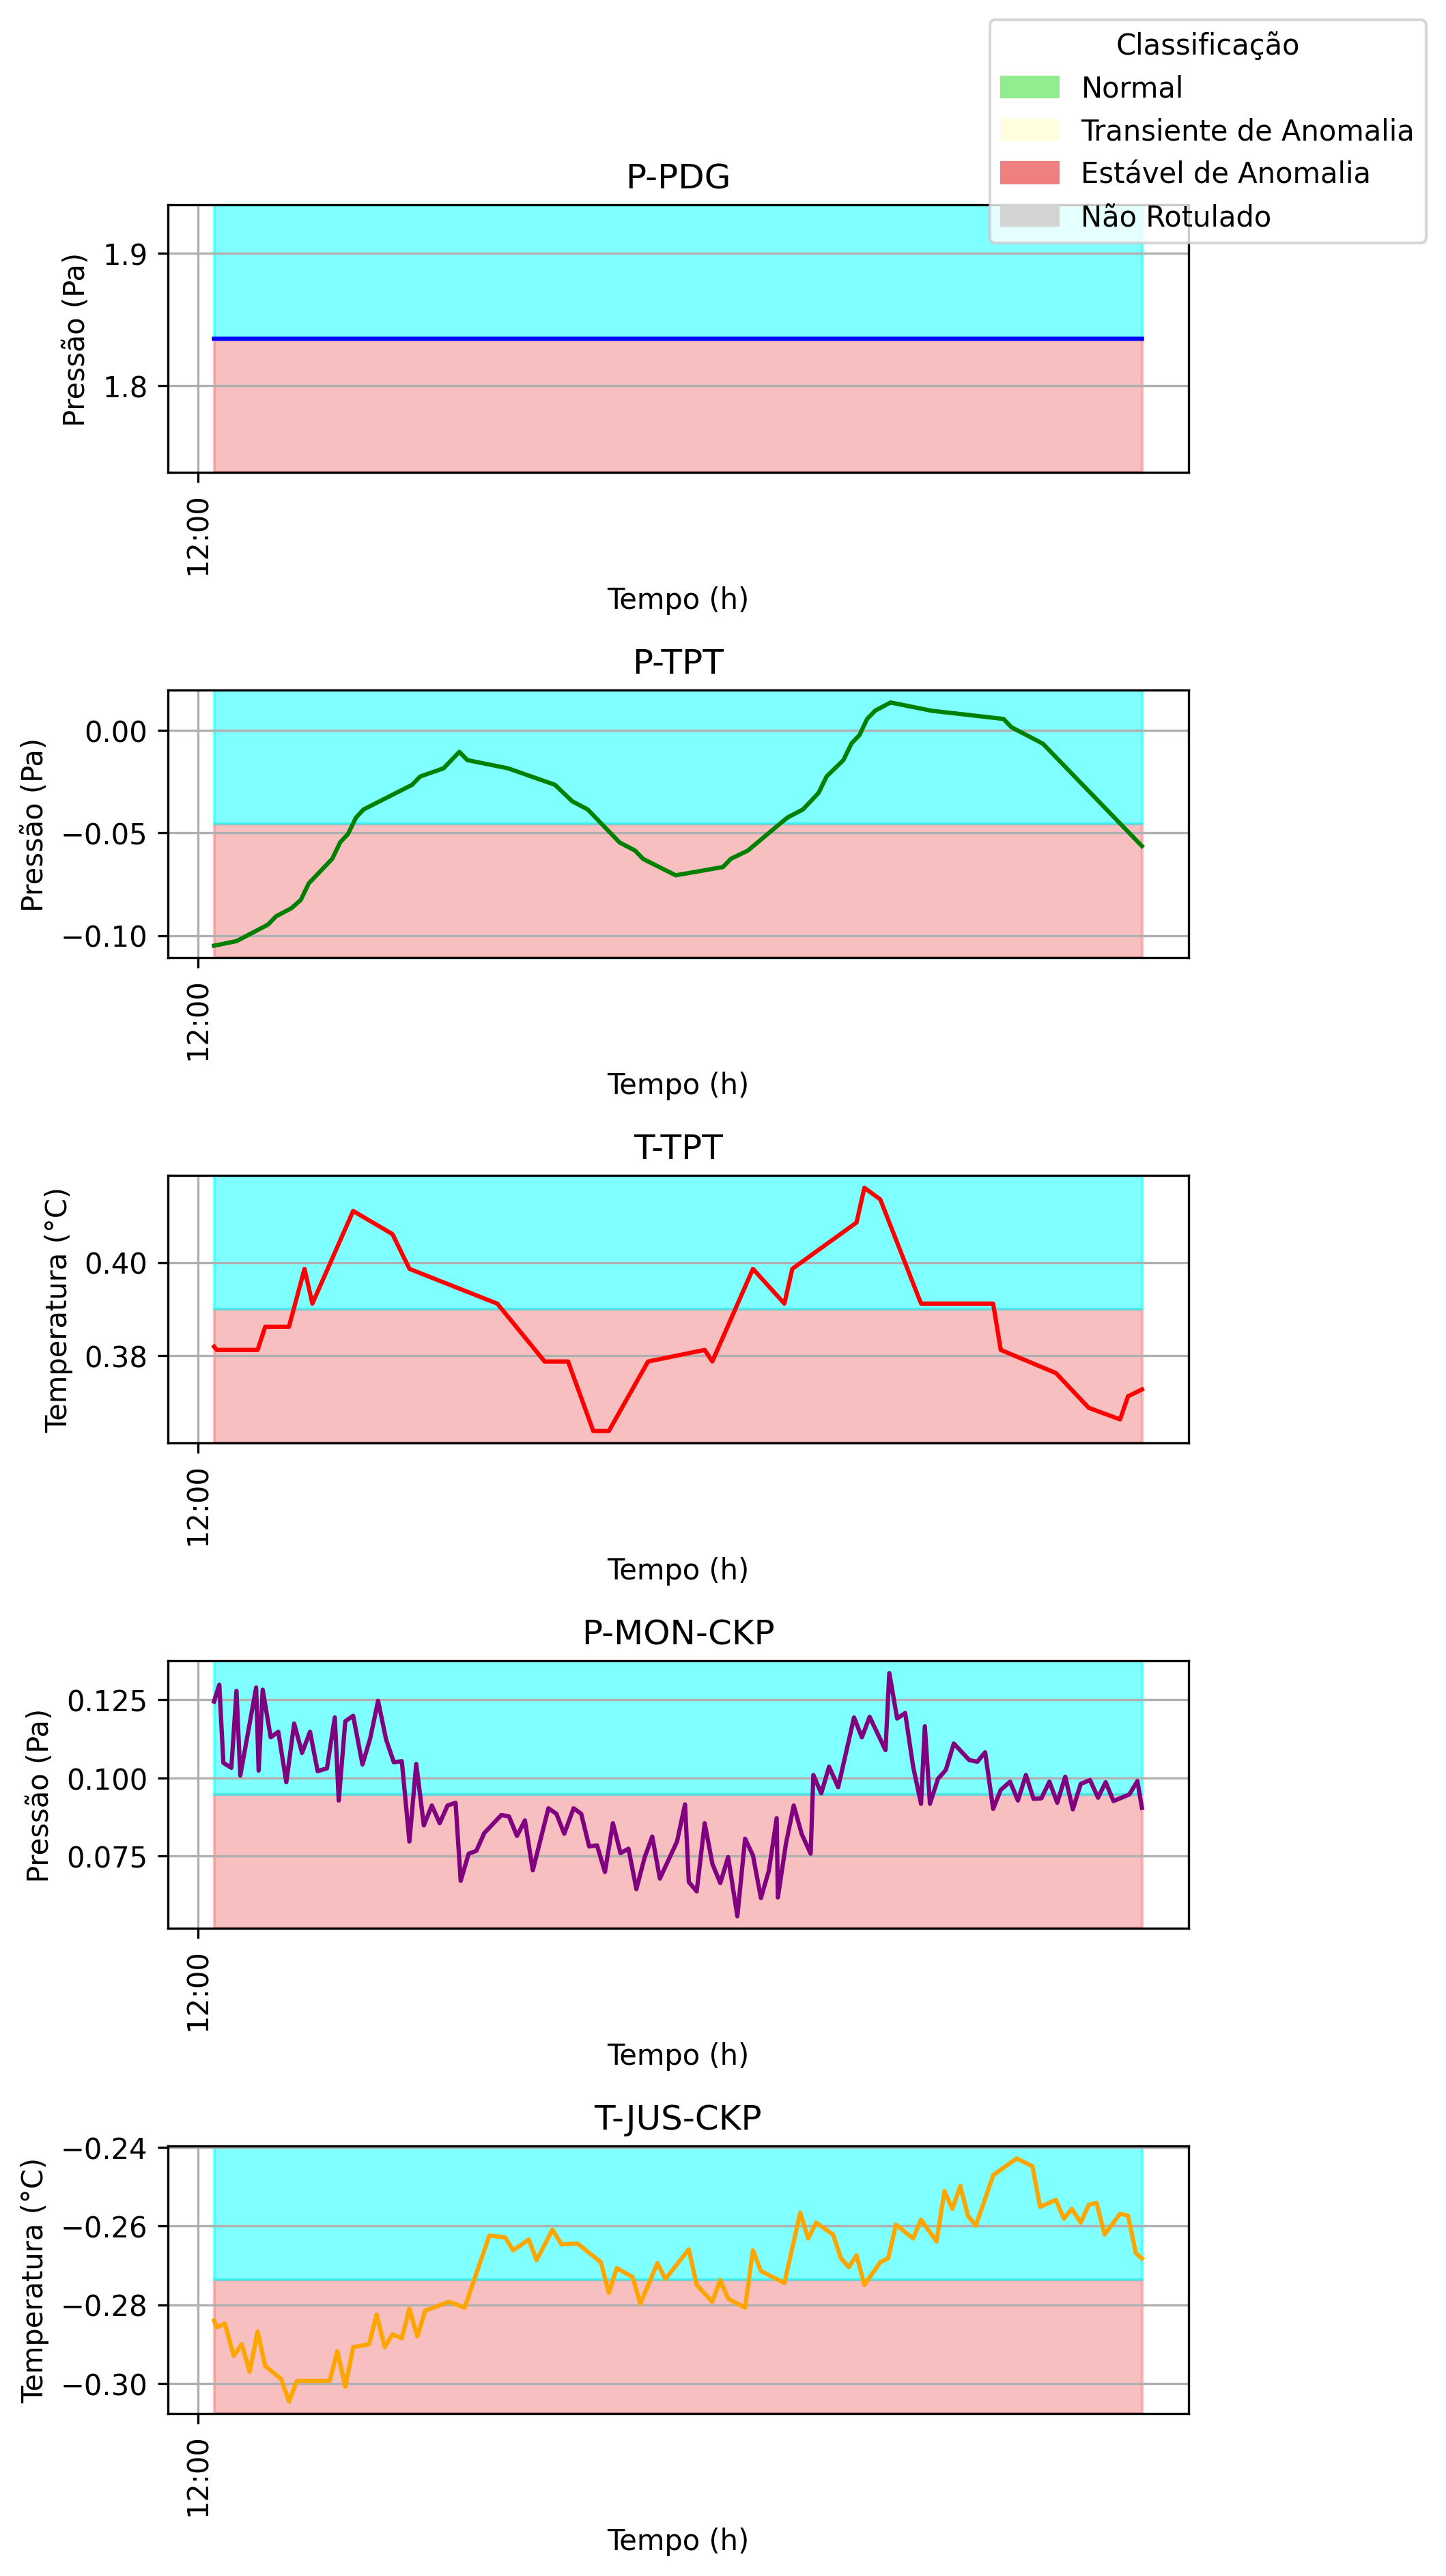 Classificação
Normal
Transiente de Anomalia
Estável de Anomalia
Não Rotulado
P-PDG
Pressão (Pa)
1.9
1.8
12:00
Tempo (h)
P-TPT
Pressão (Pa)
0.00
−0.05
−0.10
12:00
Tempo (h)
T-TPT
Temperatura (°C)
0.40
0.38
12:00
Tempo (h)
P-MON-CKP
Pressão (Pa)
0.125
0.100
0.075
12:00
Tempo (h)
T-JUS-CKP
Temperatura (°C)
−0.24
−0.26
−0.28
−0.30
12:00
Tempo (h)